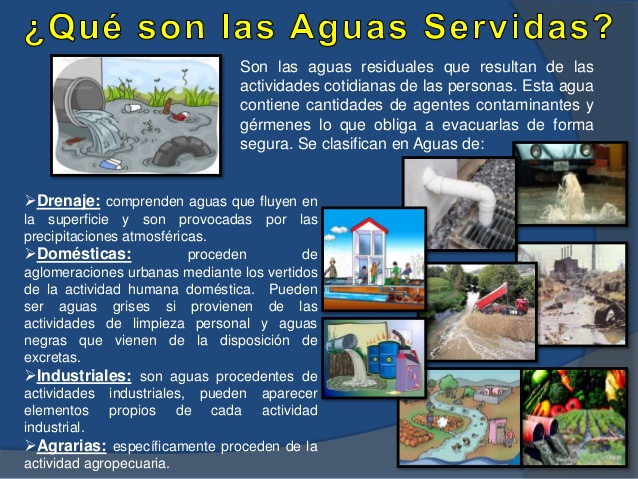 ¿Qué son las Aguas Servidas?
Son las aguas residuales que resultan de las
actividades cotidianas de las personas. Esta agua
contiene cantidades de agentes contaminantes y
gérmenes lo que obliga a evacuarlas de forma
segura. Se clasifican en Aguas de:
➢Drenaje: comprenden aguas que fluyen en
la superficie y son provocadas por las
precipitaciones atmosféricas.
➢Domésticas: proceden de
aglomeraciones urbanas mediante los vertidos
de la actividad humana doméstica. Pueden
ser aguas grises si provienen de las
actividades de limpieza personal y aguas
negras que vienen de la disposición de
excretas.
➢Industriales: son aguas procedentes de
actividades industriales, pueden aparecer
elementos propios de cada actividad
industrial.
➢Agrarias: específicamente proceden de la
actividad agropecuaria.